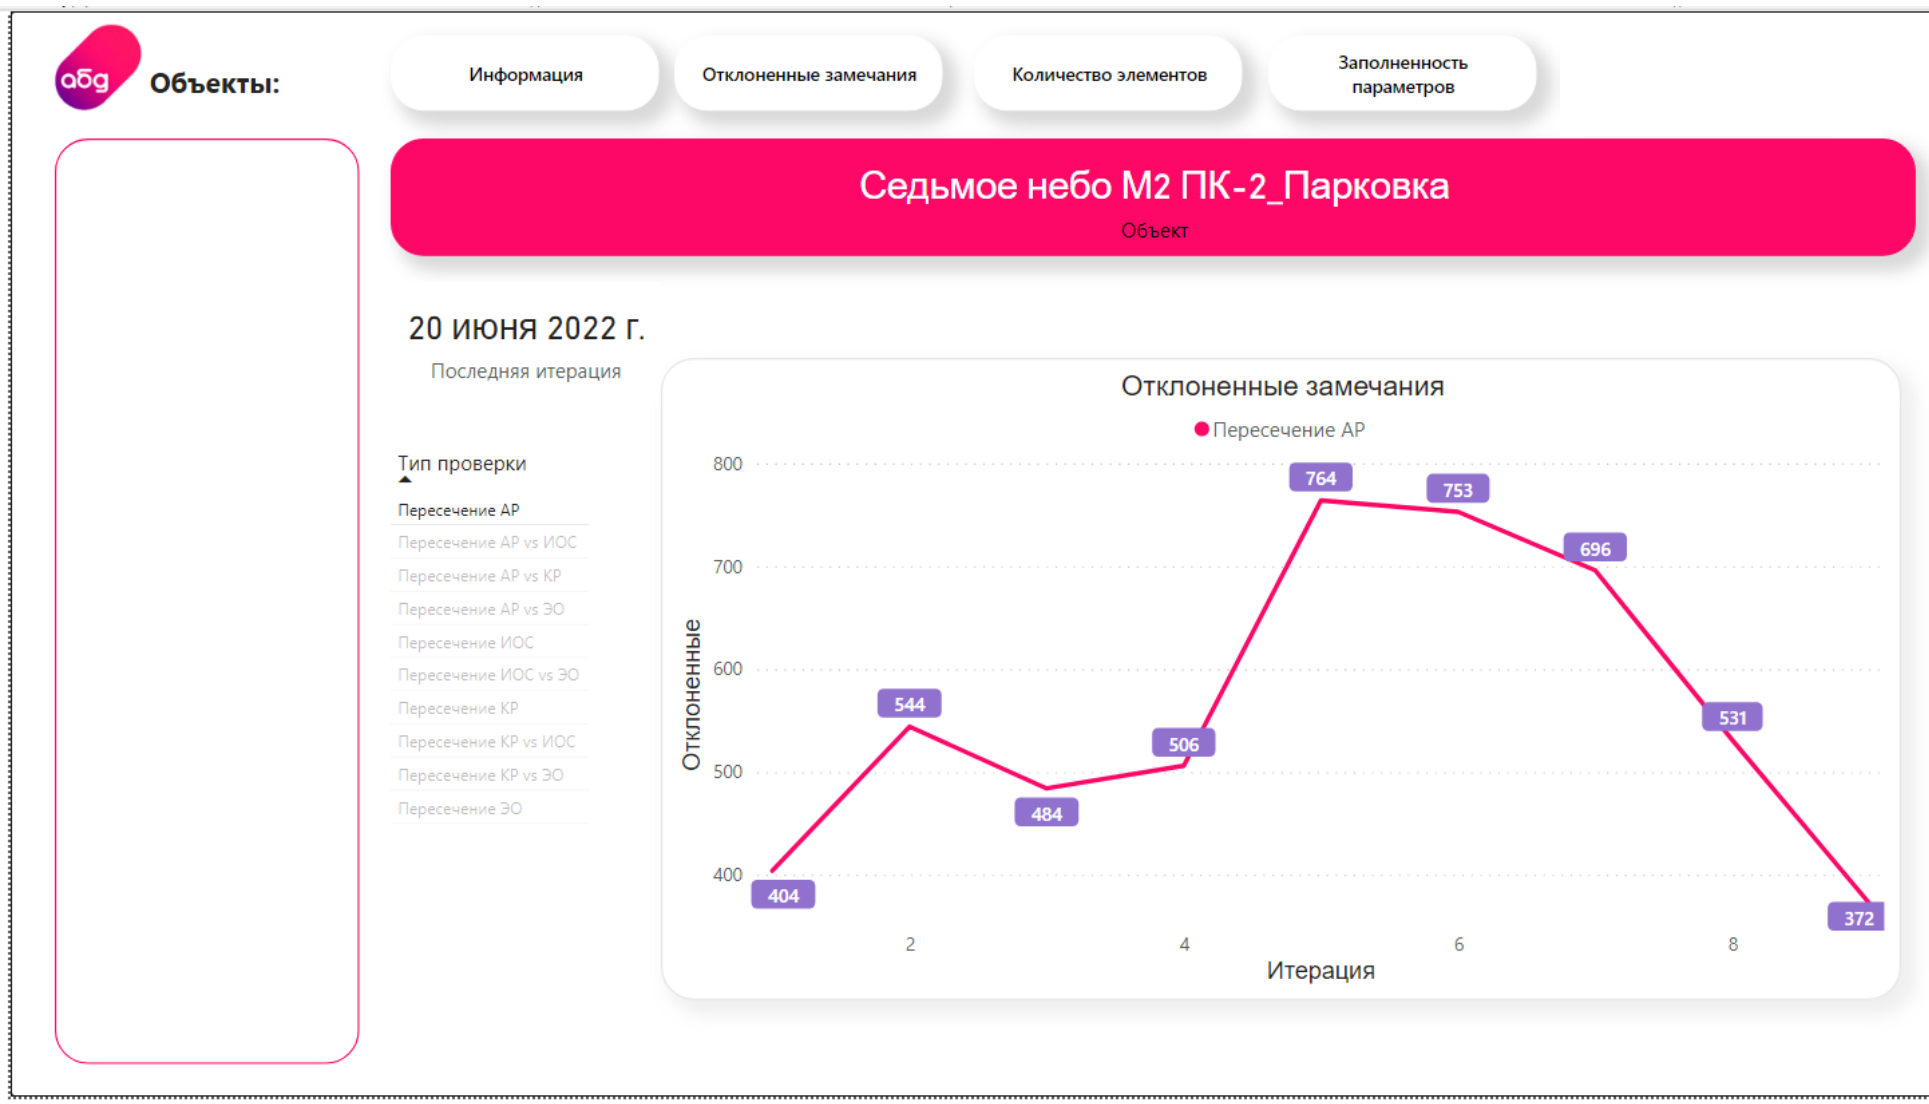 абд
Объекты:
Информация
Отклоненные замечания
Количество элементов
Заполненность
параметров
Седьмое небо М2 ПК-2_Парковка
Объект
20 июня 2022 г.
Последняя итерация
Тип проверки
Пересечение АР
Пересечение АР vs ИОС
Пересечение АР vs КР
Пересечение АР vs ЭО
Пересечение ИОС
Пересечение ИОС vs ЭО
Пересечение КР
Пересечение КР vs ИОС
Пересечение КР vs ЭО
Пересечение ЭО
Отклоненные замечания
Пересечение АР
Отклоненные
800
700
600
500
400
404
544
484
506
764
753
696
531
372
2
4
6
8
Итерация